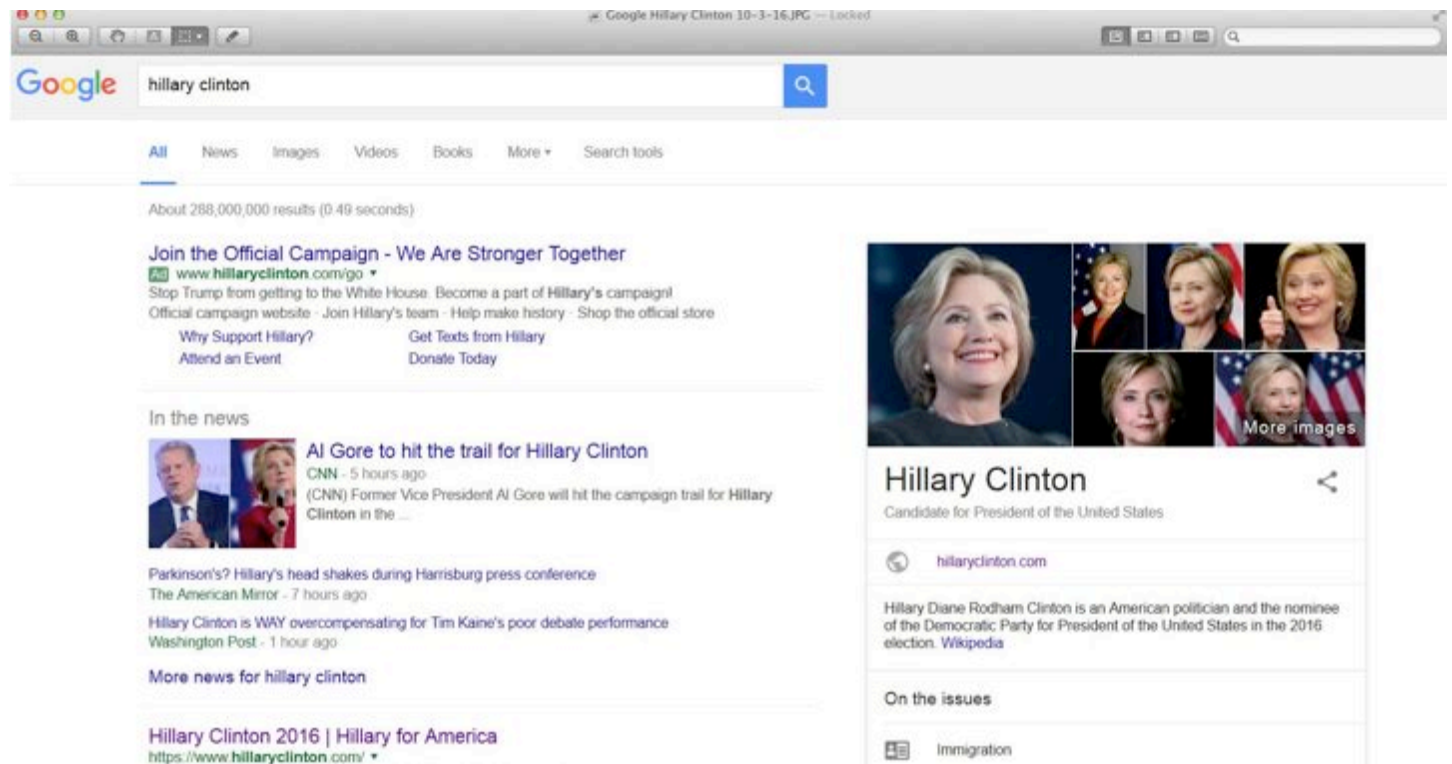 Google Hillary Clinton 10-3-16.JPG — Locked
Google hillary clinton
All News Images Videos Books More Search tools
About 288,000,000 results (0.49 seconds)
Join the Official Campaign - We Are Stronger Together
Ad www.hillaryclinton.com/go
Stop Trump from getting to the White House. Become a part of Hillary's campaign!
Official campaign website · Join Hillary's team · Help make history · Shop the official store
Why Support Hillary? Get Texts from Hillary
Attend an Event Donate Today
In the news
Al Gore to hit the trail for Hillary Clinton
CNN - 5 hours ago
(CNN) Former Vice President Al Gore will hit the campaign trail for Hillary
Clinton in the ...
Parkinson's? Hillary's head shakes during Harrisburg press conference
The American Mirror - 7 hours ago
Hillary Clinton is WAY overcompensating for Tim Kaine's poor debate performance
Washington Post - 1 hour ago
More news for hillary clinton
Hillary Clinton 2016 | Hillary for America
https://www.hillaryclinton.com/
More images
Hillary Clinton
Candidate for President of the United States
hillaryclinton.com
Hillary Diane Rodham Clinton is an American politician and the nominee
of the Democratic Party for President of the United States in the 2016
election. Wikipedia
On the issues
Immigration